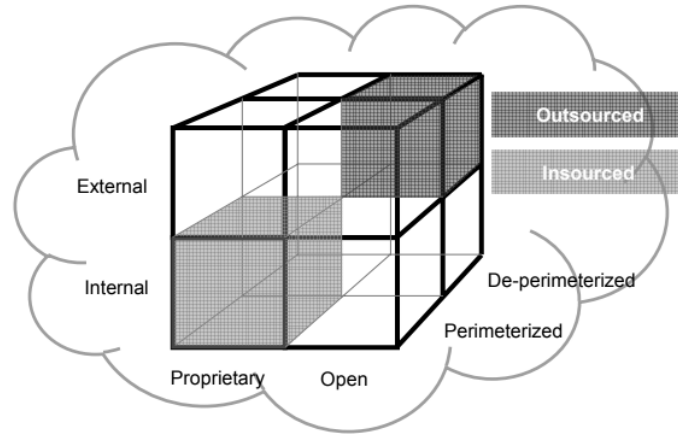 Outsourced
External
Insourced
Internal
De-perimeterized
Perimeterized
Proprietary
Open